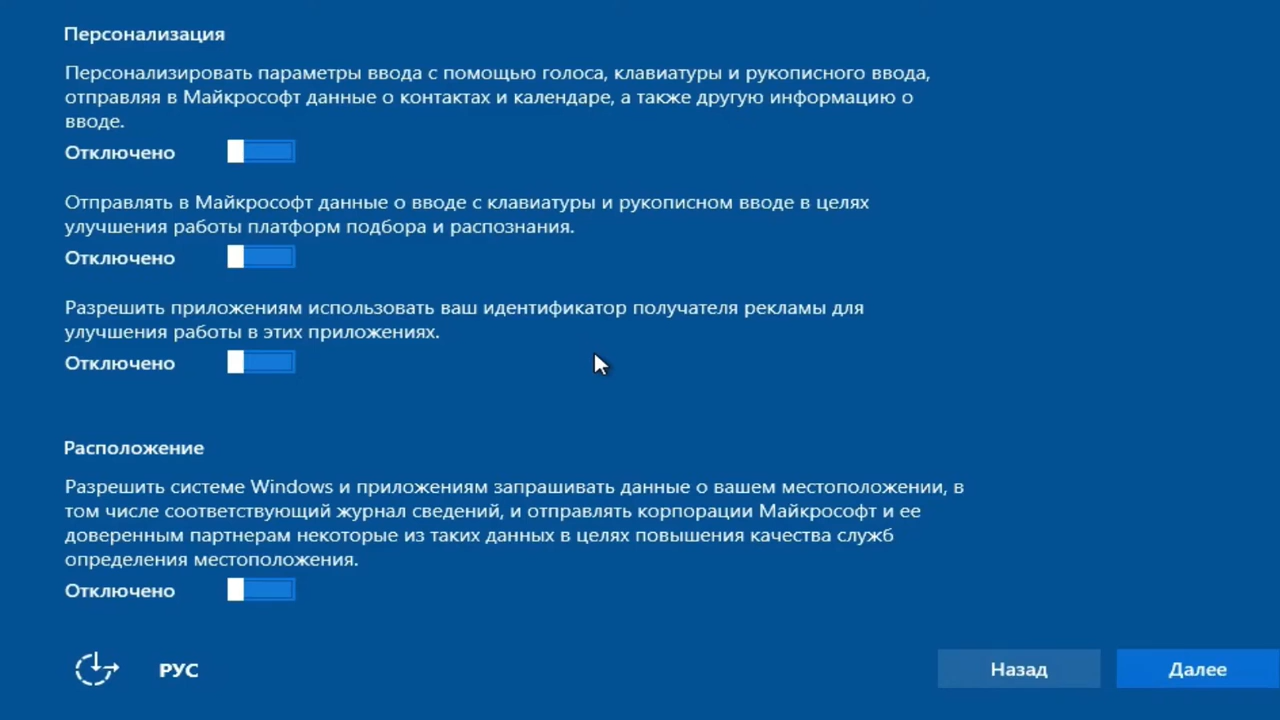 Персонализация
Персонализировать параметры ввода с помощью голоса, клавиатуры и рукописного ввода,
отправляя в Майкрософт данные о контактах и календаре, а также другую информацию о
вводе.
Отключено
Отправлять в Майкрософт данные о вводе с клавиатуры и рукописном вводе в целях
улучшения работы платформ подбора и распознания.
Отключено
Разрешить приложениям использовать ваш идентификатор получателя рекламы для
улучшения работы в этих приложениях.
Отключено
Расположение
Разрешить системе Windows и приложениям запрашивать данные о вашем местоположении, в
том числе соответствующий журнал сведений, и отправлять корпорации Майкрософт и ее
доверенным партнерам некоторые из таких данных в целях повышения качества служб
определения местоположения.
Отключено
РУС
Назад
Далее